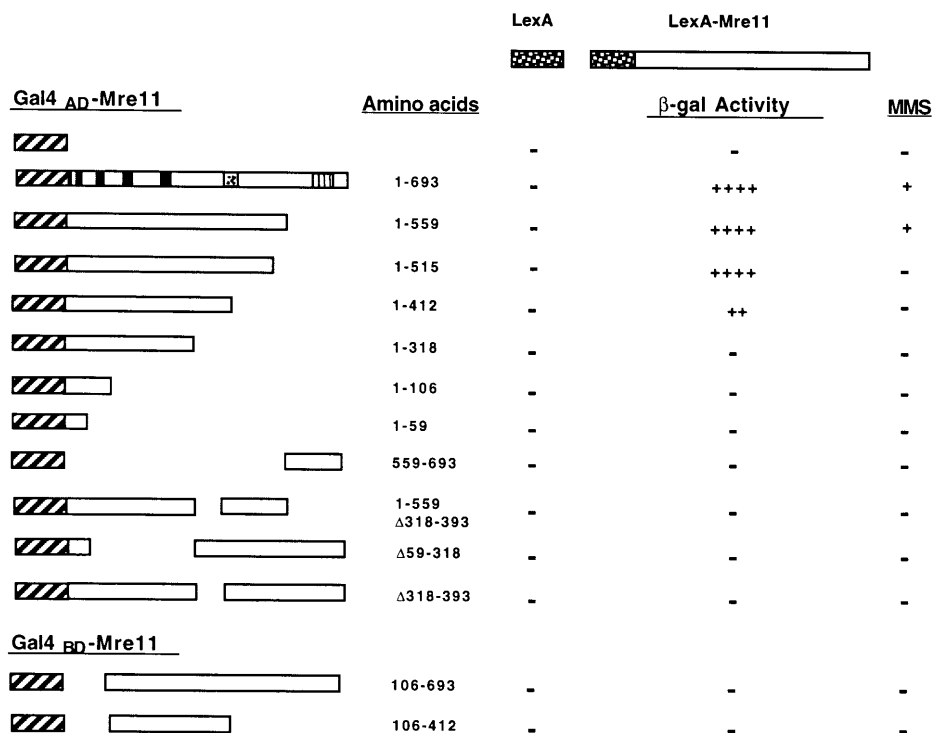 LexA LexA-Mre11
Gal4 AD-Mre11 Amino acids β-gal Activity MMS
- - -
1-693 - ++++ +
1-559 - ++++ +
1-515 - ++++ -
1-412 - ++ -
1-318 - - -
1-106 - - -
1-59 - - -
559-693 - - -
1-559
Δ318-393 - - -
Δ59-318 - - -
Δ318-393 - - -
Gal4 BD-Mre11
106-693 - - -
106-412 - - -